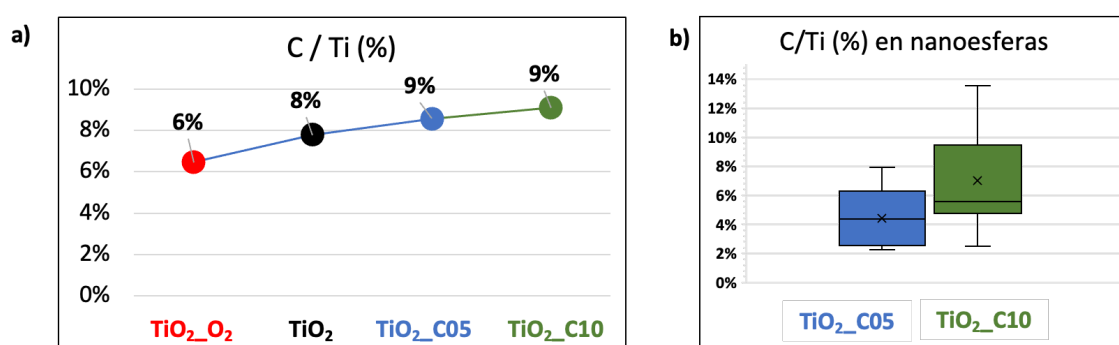 a)
C / Ti (%)
10%
8%
6%
4%
2%
0%
6%
8%
9%
9%
TiO₂_O₂
TiO₂
TiO₂_C05
TiO₂_C10
b)
C/Ti (%) en nanoesferas
14%
12%
10%
8%
6%
4%
2%
0%
TiO₂_C05
TiO₂_C10